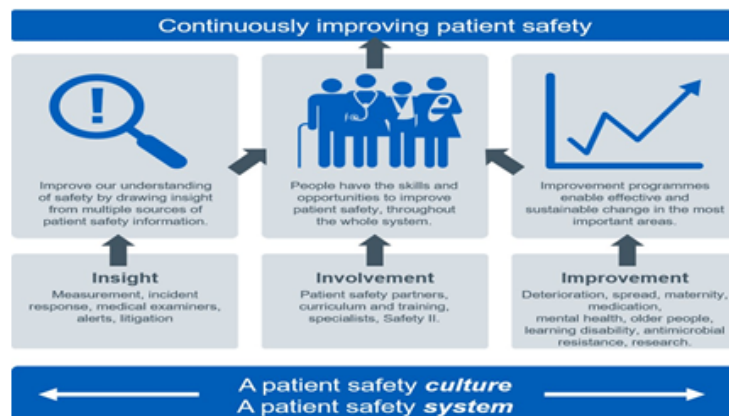 Continuously improving patient safety
Improve our understanding
of safety by drawing insight
from multiple sources of
patient safety information.
People have the skills and
opportunities to improve
patient safety, throughout
the whole system.
Improvement programmes
enable effective and
sustainable change in the most
important areas.
Insight
Measurement, incident
response, medical examiners,
alerts, litigation
Involvement
Patient safety partners,
curriculum and training,
specialists, Safety II.
Improvement
Deterioration, spread, maternity,
medication,
mental health, older people,
learning disability, antimicrobial
resistance, research.
A patient safety culture
A patient safety system